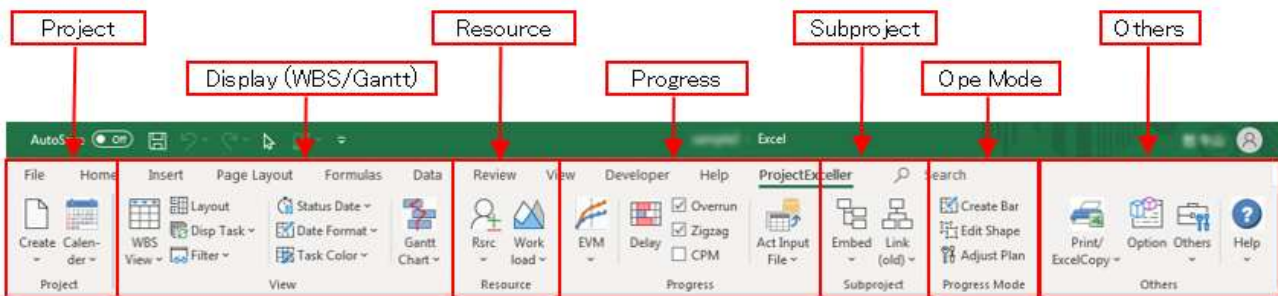 Project
Resource
Subproject
Others
Display (WBS/Gantt)
Progress
Ope Mode
Off
Excel
File Home Insert Page Layout Formulas Data Review View Developer Help ProjectExceller Search
Create
Calen-
der
WBS
View
Layout
Disp Task
Filter
Status Date
Date Format
Task Color
Gantt
Chart
Rsrc
Work
load
EVM
Delay
Overrun
Zigzag
CPM
Act Input
File
Embed
Link
(old)
Create Bar
Edit Shape
Adjust Plan
Print/
ExcelCopy
Option
Others
Help
Project
View
Resource
Progress
Subproject
Progress Mode
Others